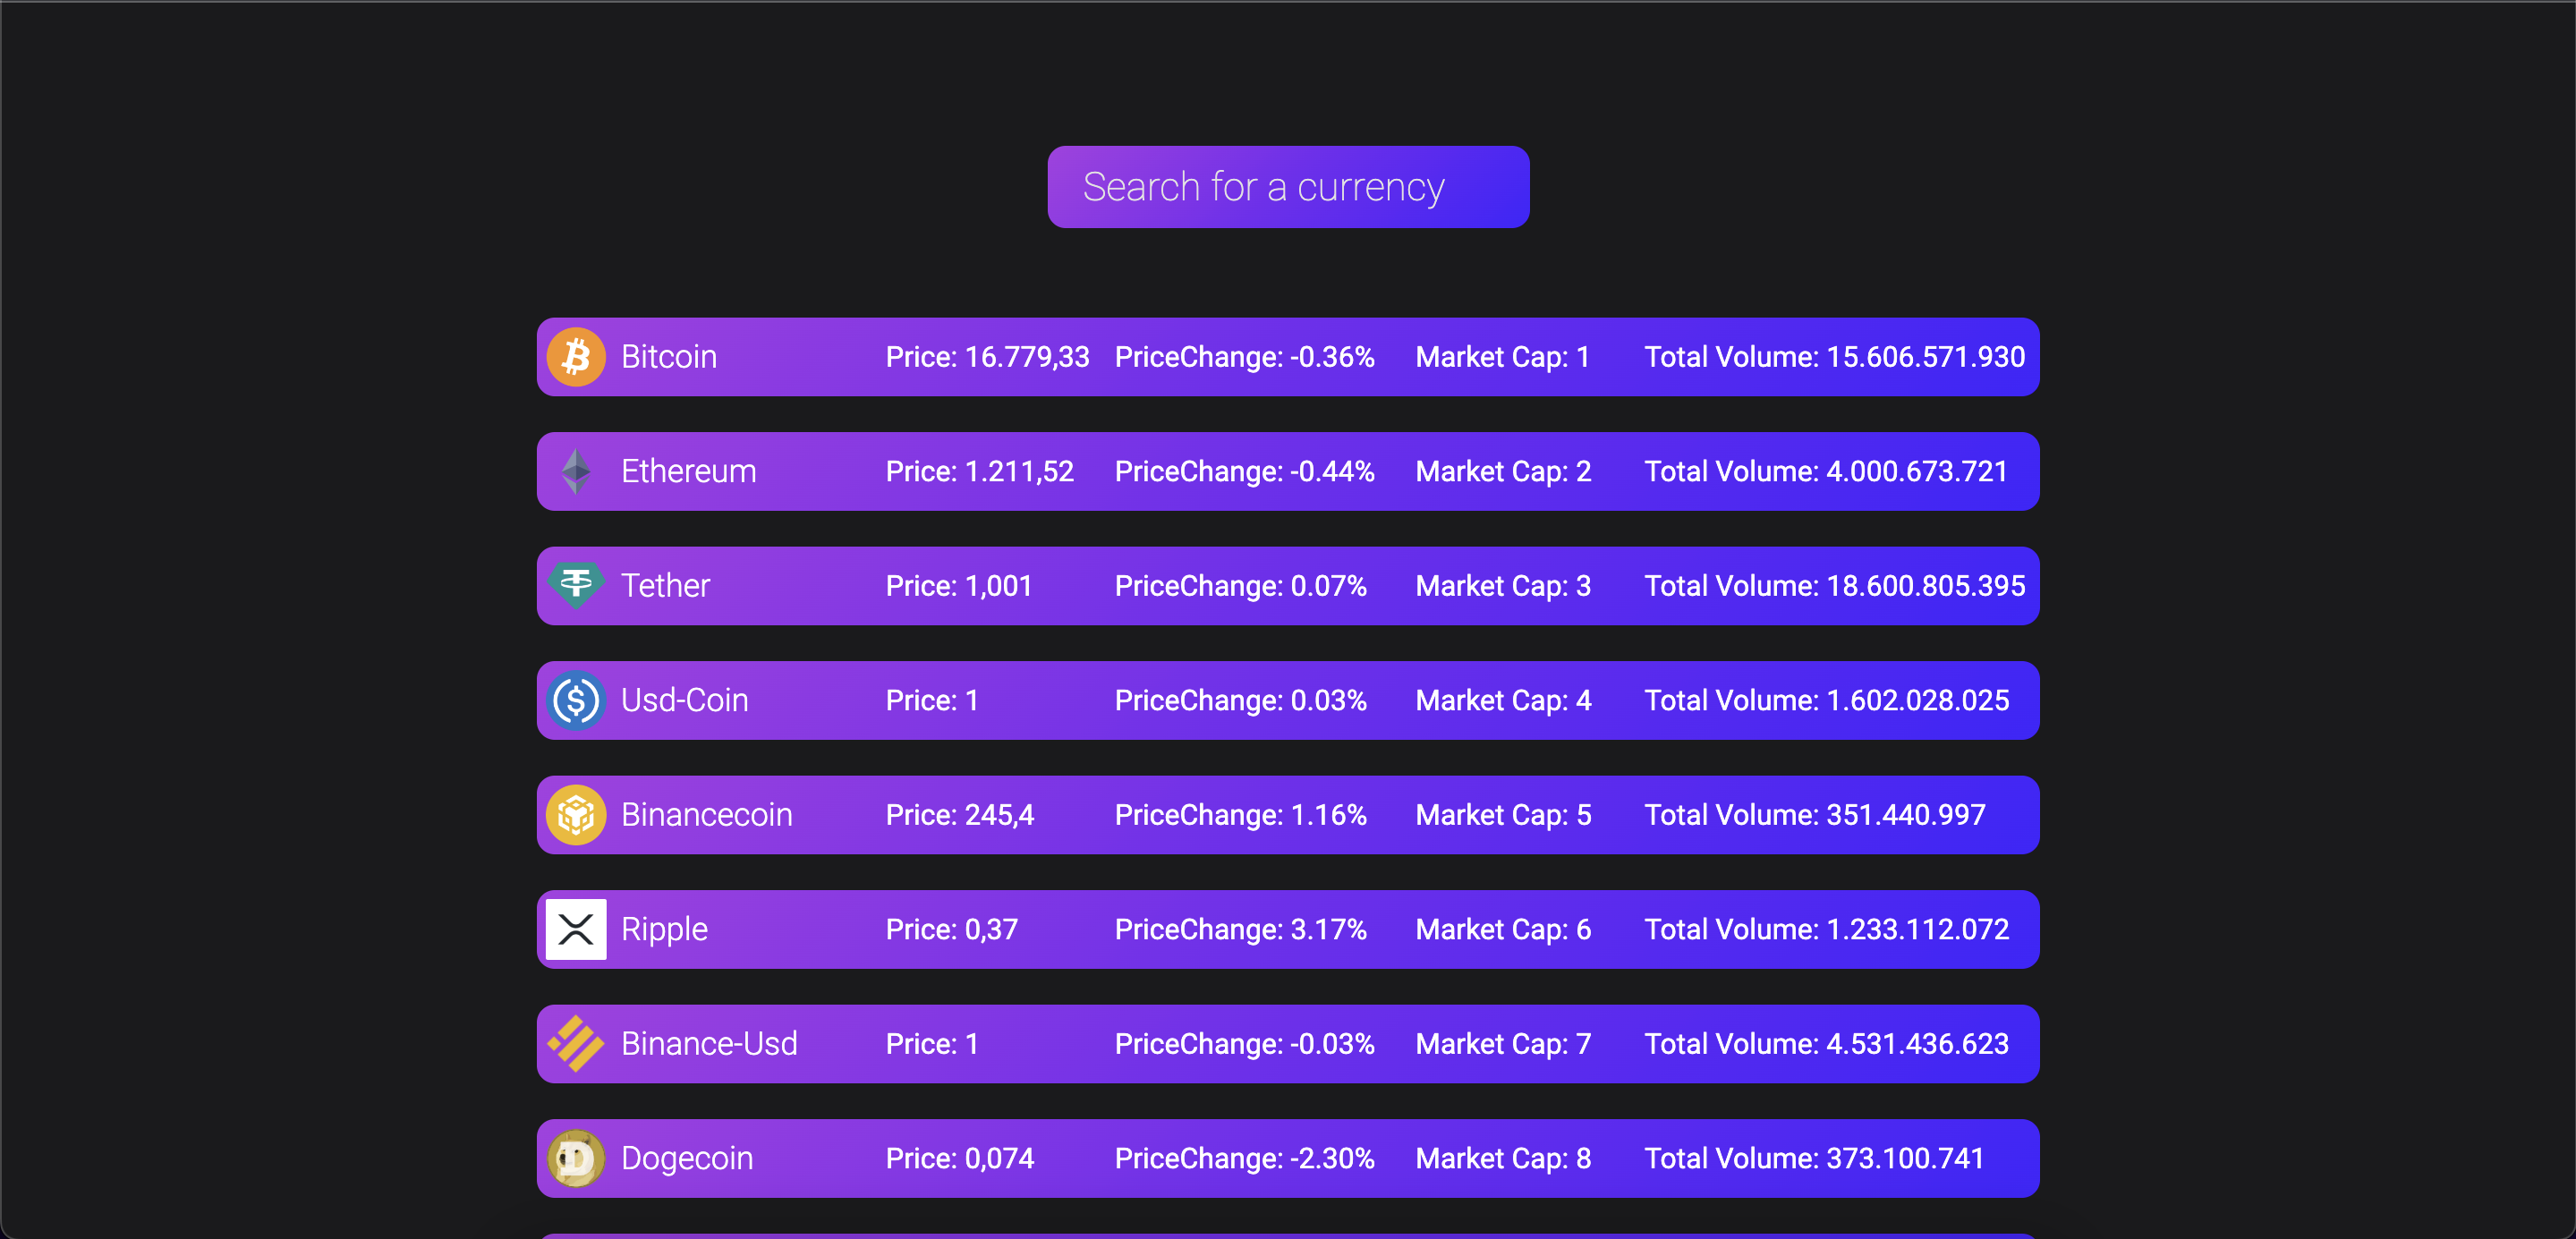 Search for a currency
Bitcoin Price: 16.779,33 PriceChange: -0.36% Market Cap: 1 Total Volume: 15.606.571.930
Ethereum Price: 1.211,52 PriceChange: -0.44% Market Cap: 2 Total Volume: 4.000.673.721
Tether Price: 1,001 PriceChange: 0.07% Market Cap: 3 Total Volume: 18.600.805.395
Usd-Coin Price: 1 PriceChange: 0.03% Market Cap: 4 Total Volume: 1.602.028.025
Binancecoin Price: 245,4 PriceChange: 1.16% Market Cap: 5 Total Volume: 351.440.997
Ripple Price: 0,37 PriceChange: 3.17% Market Cap: 6 Total Volume: 1.233.112.072
Binance-Usd Price: 1 PriceChange: -0.03% Market Cap: 7 Total Volume: 4.531.436.623
Dogecoin Price: 0,074 PriceChange: -2.30% Market Cap: 8 Total Volume: 373.100.741